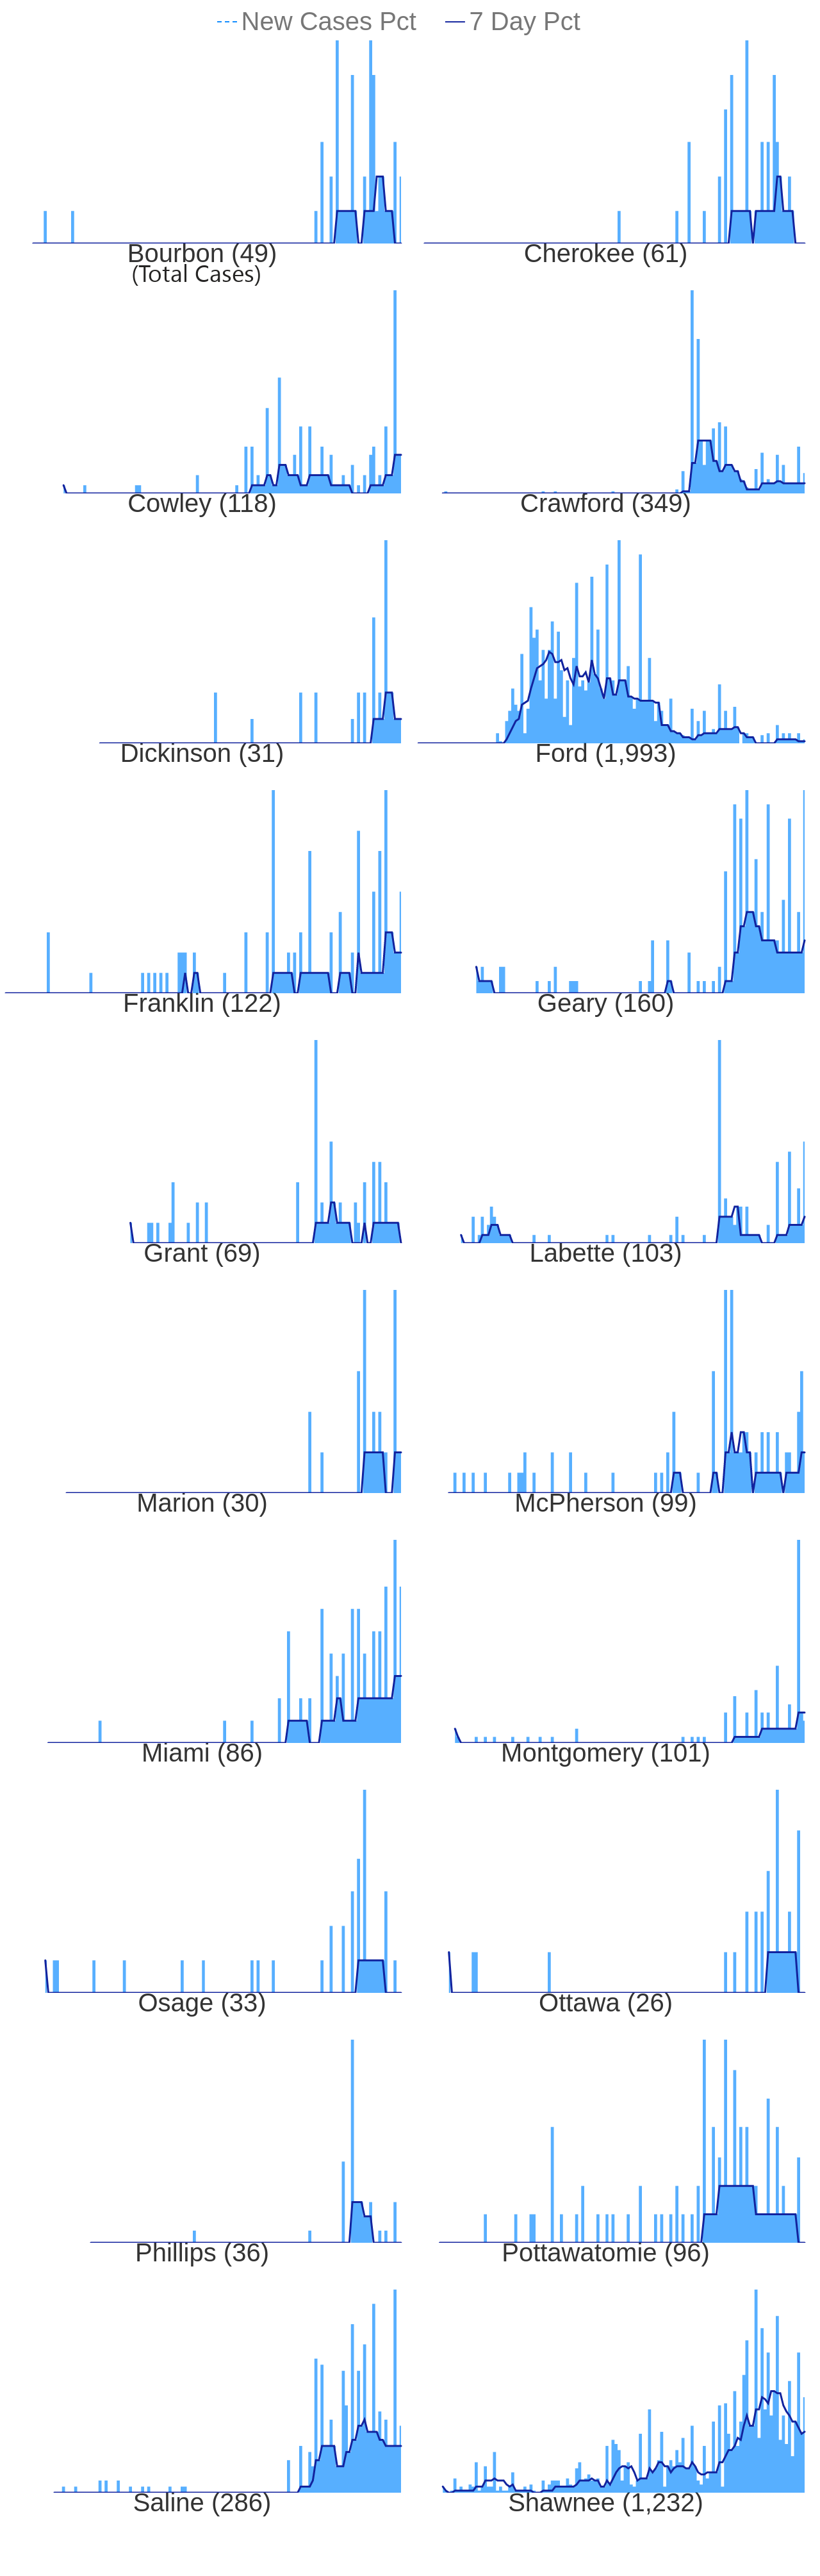 New Cases Pct 7 Day Pct
Bourbon (49) Cherokee (61)
(Total Cases)
Cowley (118) Crawford (349)
Dickinson (31) Ford (1,993)
Franklin (122) Geary (160)
Grant (69) Labette (103)
Marion (30) McPherson (99)
Miami (86) Montgomery (101)
Osage (33) Ottawa (26)
Phillips (36) Pottawatomie (96)
Saline (286) Shawnee (1,232)